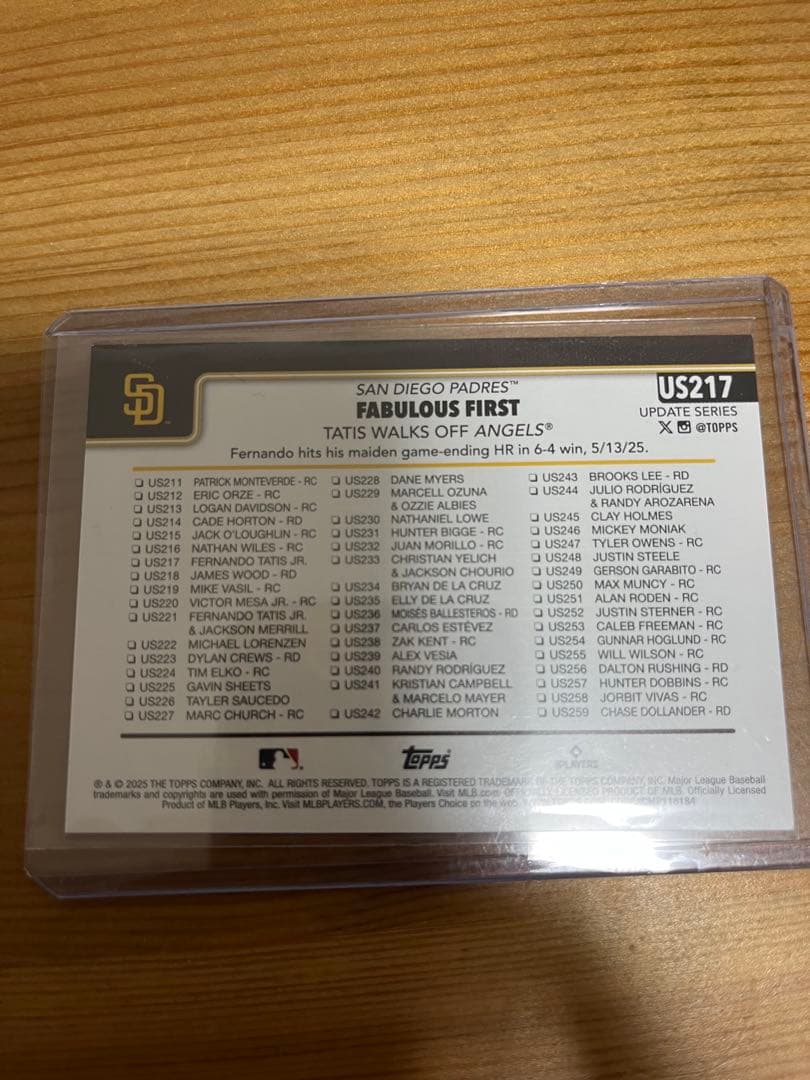 SD
SAN DIEGO PADRES™
US217
FABULOUS FIRST
UPDATE SERIES
TATIS WALKS OFF ANGELS®
@TOPPS
Fernando hits his maiden game-ending HR in 6-4 win, 5/13/25.
US211 PATRICK MONTEVERDE - RC
US212 ERIC ORZE - RC
US213 LOGAN DAVIDSON - RC
US214 CADE HORTON - RD
US215 JACK O'LOUGHLIN - RC
US216 NATHAN WILES - RC
US217 FERNANDO TATIS JR.
US218 JAMES WOOD - RD
US219 MIKE VASIL - RC
US220 VICTOR MESA JR. - RC
US221 FERNANDO TATIS JR.
& JACKSON MERRILL
US222 MICHAEL LORENZEN
US223 DYLAN CREWS - RD
US224 TIM ELKO - RC
US225 GAVIN SHEETS
US226 TAYLER SAUCEDO
US227 MARC CHURCH - RC
US228 DANE MYERS
US229 MARCELL OZUNA
& OZZIE ALBIES
US230 NATHANIEL LOWE
US231 HUNTER BIGGE - RC
US232 JUAN MORILLO - RC
US233 CHRISTIAN YELICH
& JACKSON CHOURIO
US234 BRYAN DE LA CRUZ
US235 ELLY DE LA CRUZ
US236 MOISÉS BALLESTEROS - RD
US237 CARLOS ESTÉVEZ
US238 ZAK KENT - RC
US239 ALEX VESIA
US240 RANDY RODRÍGUEZ
US241 KRISTIAN CAMPBELL
& MARCELO MAYER
US242 CHARLIE MORTON
US243 BROOKS LEE - RD
US244 JULIO RODRÍGUEZ
& RANDY AROZARENA
US245 CLAY HOLMES
US246 MICKEY MONIAK
US247 TYLER OWENS - RC
US248 JUSTIN STEELE
US249 GERSON GARABITO - RC
US250 MAX MUNCY - RC
US251 ALAN RODEN - RC
US252 JUSTIN STERNER - RC
US253 CALEB FREEMAN - RC
US254 GUNNAR HOGLUND - RC
US255 WILL WILSON - RC
US256 DALTON RUSHING - RD
US257 HUNTER DOBBINS - RC
US258 JORBIT VIVAS - RC
US259 CHASE DOLLANDER - RD
Topps
PLAYERS
® & © 2025 THE TOPPS COMPANY, INC. ALL RIGHTS RESERVED. TOPPS IS A REGISTERED TRADEMARK OF THE TOPPS COMPANY, INC. Major League Baseball
trademarks and copyrights are used with permission of Major League Baseball. Visit MLB.com OFFICIALLY LICENSED PRODUCT OF MLB. Officially Licensed
Product of MLB Players, Inc. Visit MLBPLAYERS.COM, the Players Choice on the web.